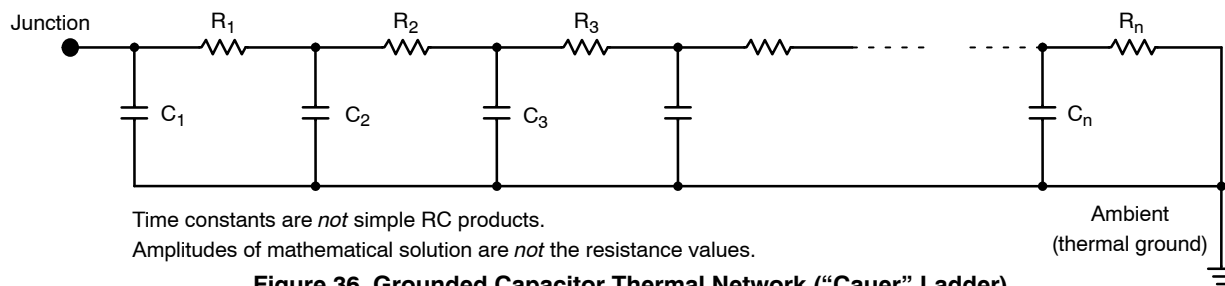 Junction
R1
R2
R3
Rn
C1
C2
C3
Cn
Time constants are not simple RC products.
Amplitudes of mathematical solution are not the resistance values.
Ambient
(thermal ground)
Figure 36. Grounded Capacitor Thermal Network (“Cauer” Ladder)